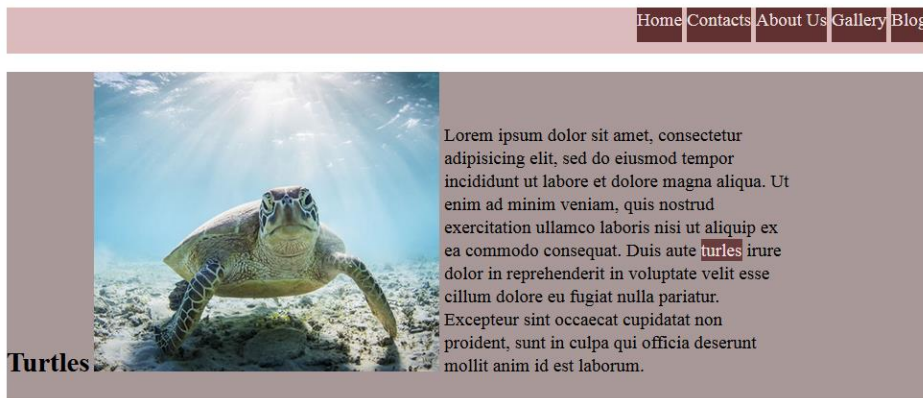 Home Contacts About Us Gallery Blog
Lorem ipsum dolor sit amet, consectetur
adipisicing elit, sed do eiusmod tempor
incididunt ut labore et dolore magna aliqua. Ut
enim ad minim veniam, quis nostrud
exercitation ullamco laboris nisi ut aliquip ex
ea commodo consequat. Duis aute turles irure
dolor in reprehenderit in voluptate velit esse
cillum dolore eu fugiat nulla pariatur.
Excepteur sint occaecat cupidatat non
proident, sunt in culpa qui officia deserunt
mollit anim id est laborum.
Turtles